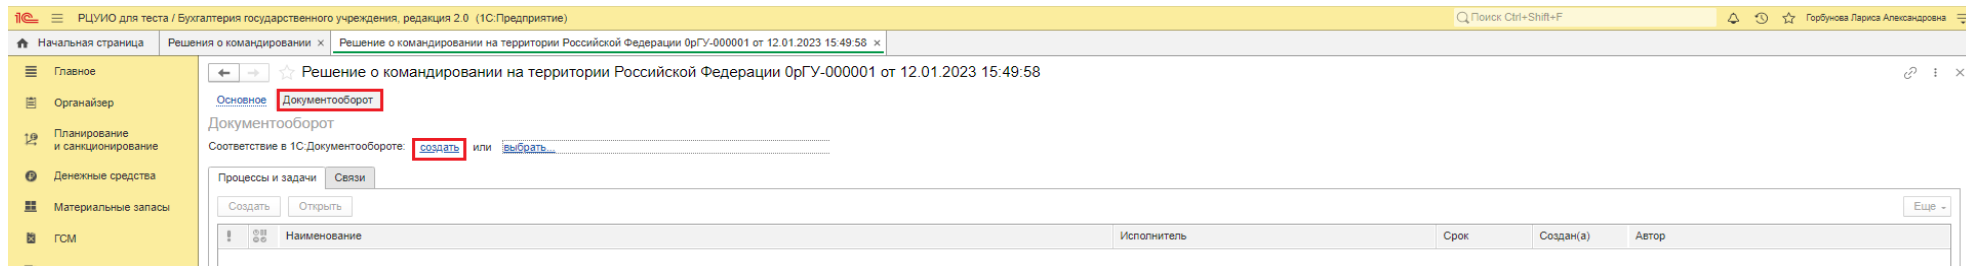 1С РЦУИО для теста / Бухгалтерия государственного учреждения, редакция 2.0 (1С:Предприятие) Поиск Ctrl+Shift+F Горбунова Лариса Александровна
Начальная страница Решения о командировании × Решение о командировании на территории Российской Федерации 0рГУ-000001 от 12.01.2023 15:49:58 ×
Главное
Решение о командировании на территории Российской Федерации 0рГУ-000001 от 12.01.2023 15:49:58
Органайзер
Основное Документооборот
Документооборот
Планирование
и санкционирование
Соответствие в 1С:Документообороте: создать или выбрать...
Денежные средства
Процессы и задачи Связи
Материальные запасы
Создать Открыть Еще
ГСМ
Наименование Исполнитель Срок Создан(а) Автор